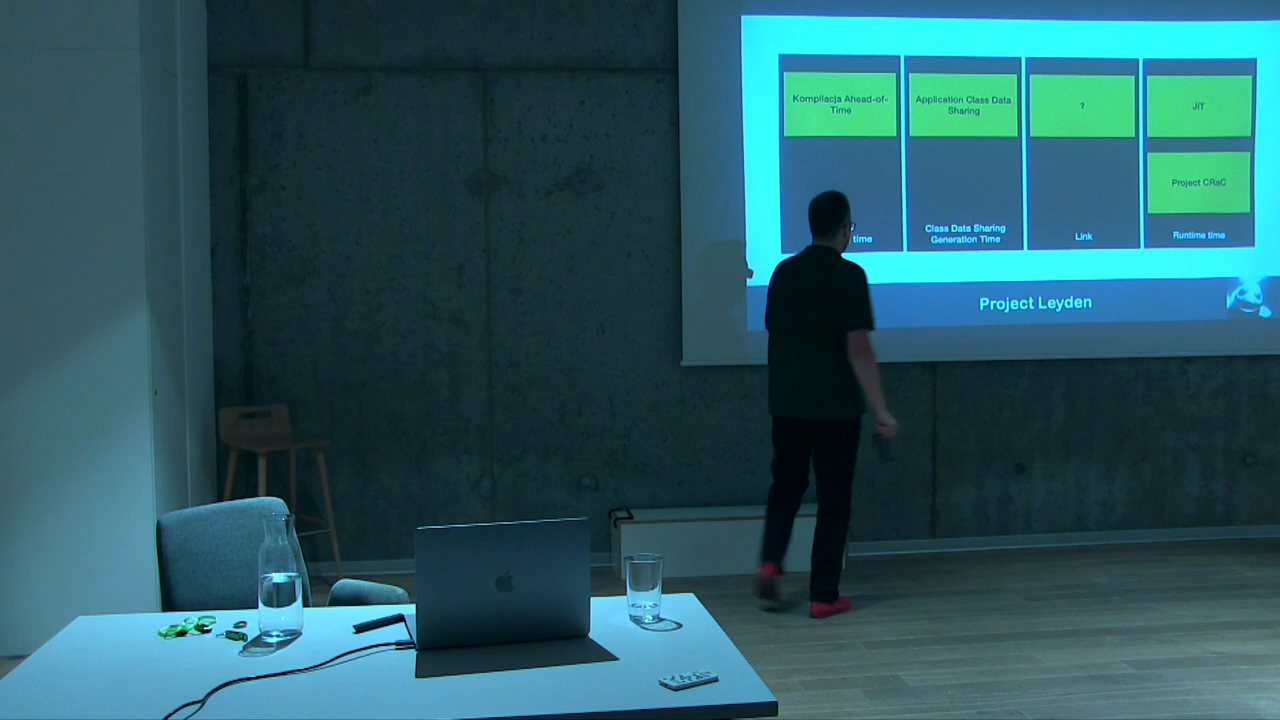 Kompilacja Ahead-of-
Time
Application Class Data
Sharing
?
JIT
Project CRaC
time
Class Data Sharing
Generation Time
Link
Runtime time
Project Leyden